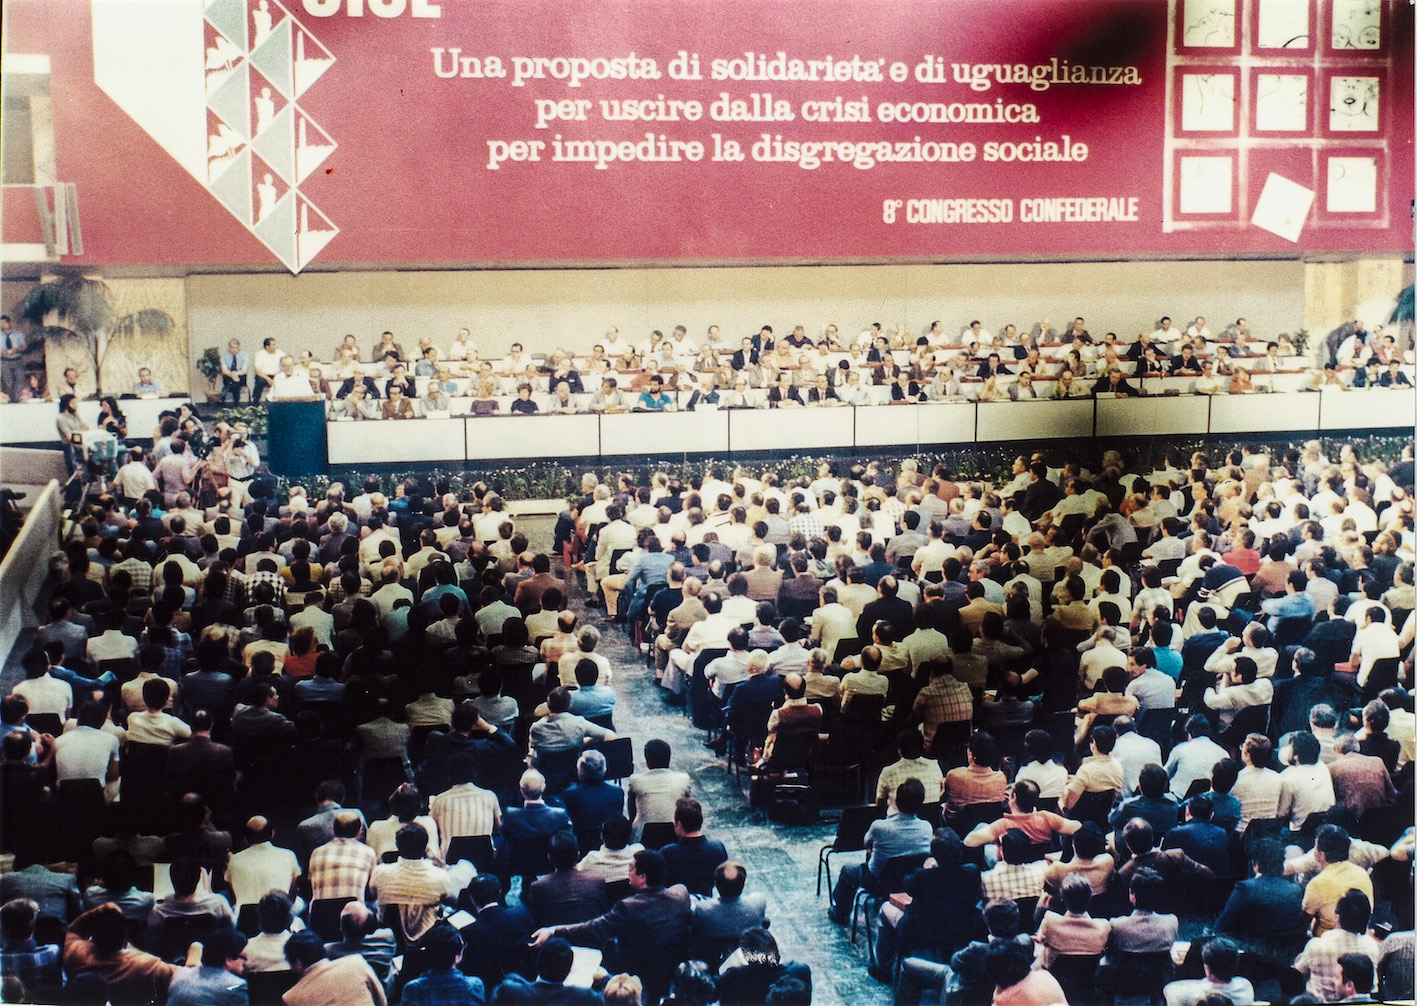 CISL
Una proposta di solidarieta' e di uguaglianza
per uscire dalla crisi economica
per impedire la disgregazione sociale
8° CONGRESSO CONFEDERALE